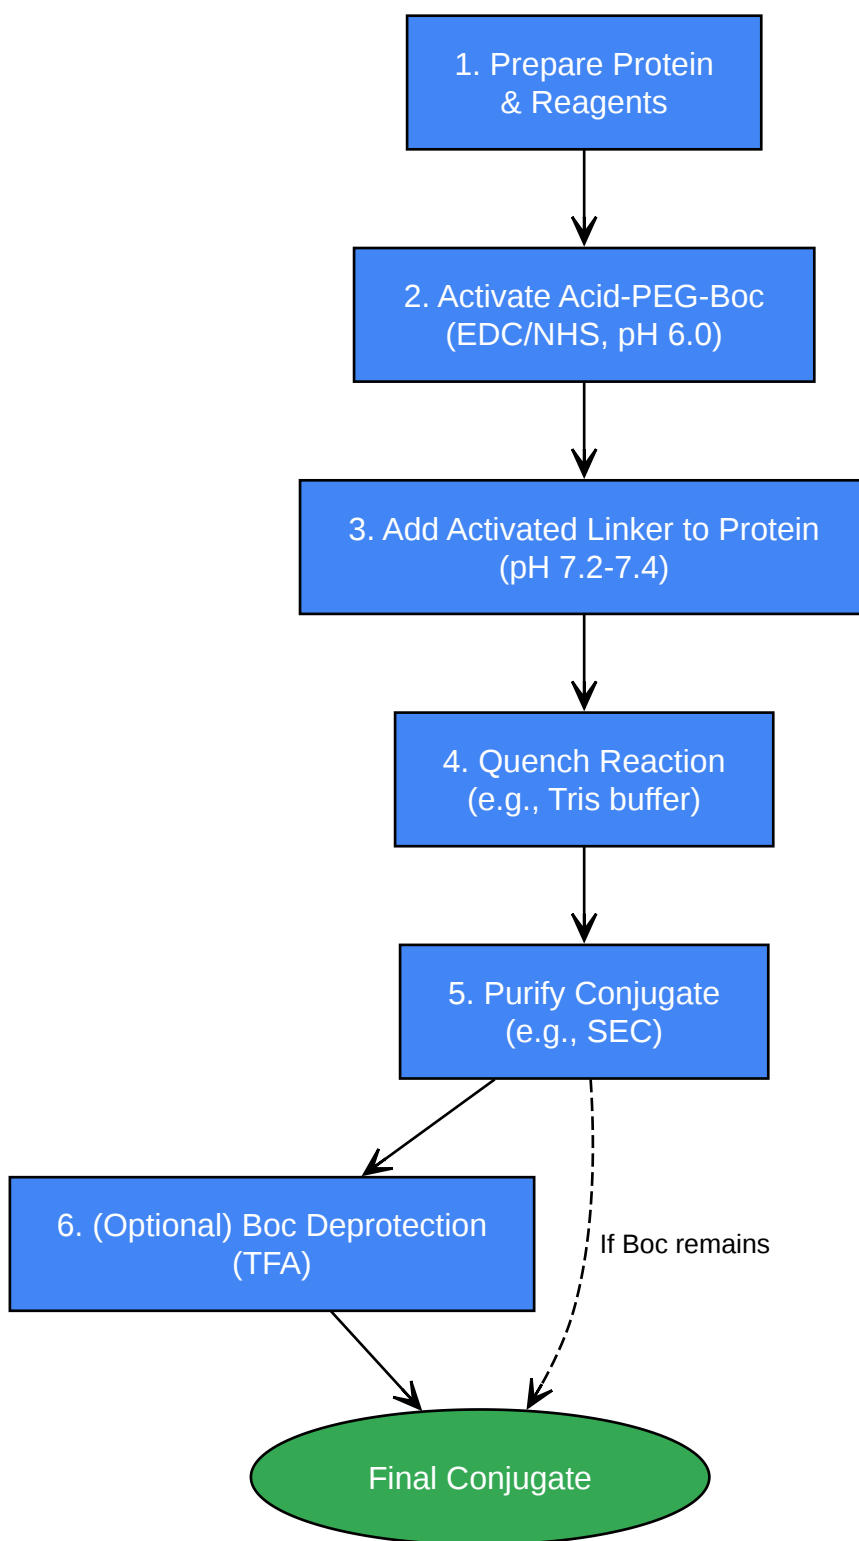 1. Prepare Protein
& Reagents
2. Activate Acid-PEG-Boc
(EDC/NHS, pH 6.0)
3. Add Activated Linker to Protein
(pH 7.2-7.4)
4. Quench Reaction
(e.g., Tris buffer)
5. Purify Conjugate
(e.g., SEC)
6. (Optional) Boc Deprotection
(TFA)
If Boc remains
Final Conjugate